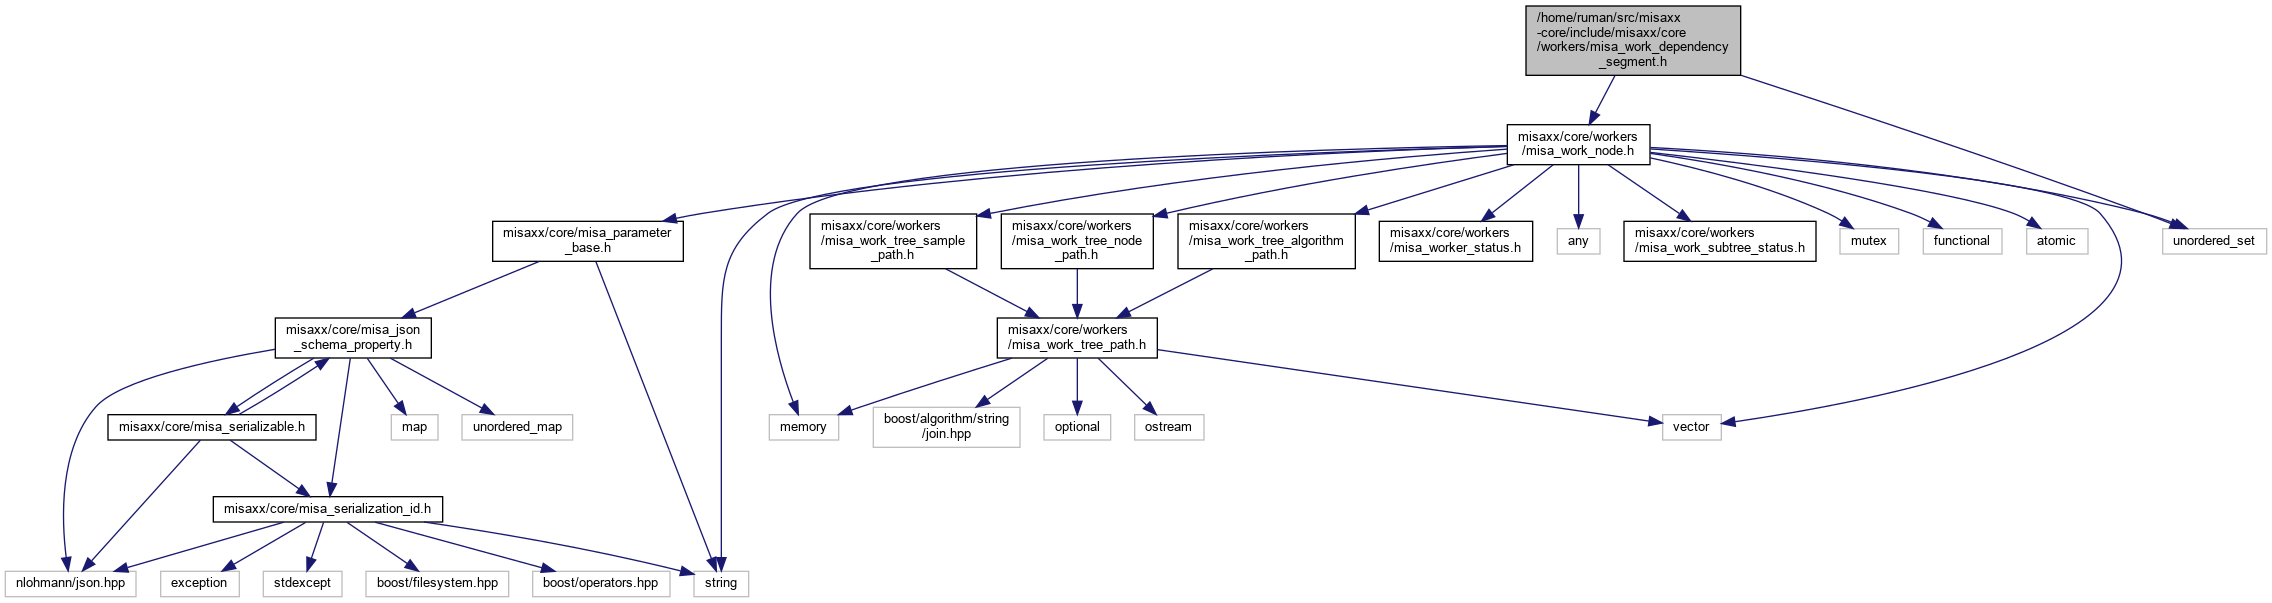 /home/ruman/src/misaxx
-core/include/misaxx/core
/workers/misa_work_dependency
_segment.h
misaxx/core/workers
/misa_work_node.h
misaxx/core/misa_parameter
_base.h
misaxx/core/workers
/misa_work_tree_sample
_path.h
misaxx/core/workers
/misa_work_tree_node
_path.h
misaxx/core/workers
/misa_work_tree_algorithm
_path.h
misaxx/core/workers
/misa_worker_status.h
any
misaxx/core/workers
/misa_work_subtree_status.h
mutex
functional
atomic
unordered_set
misaxx/core/misa_json
_schema_property.h
misaxx/core/workers
/misa_work_tree_path.h
misaxx/core/misa_serializable.h
map
unordered_map
memory
boost/algorithm/string
/join.hpp
optional
ostream
vector
misaxx/core/misa_serialization_id.h
nlohmann/json.hpp
exception
stdexcept
boost/filesystem.hpp
boost/operators.hpp
string